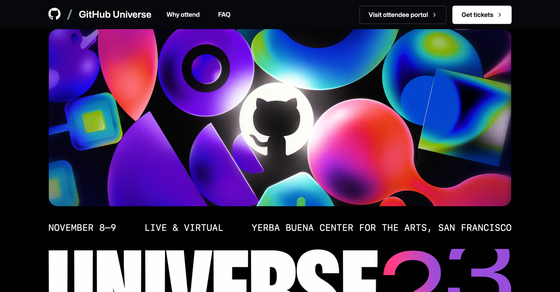 / GitHub Universe Why attend FAQ Visit attendee portal > Get tickets >
NOVEMBER 8–9 LIVE & VIRTUAL YERBA BUENA CENTER FOR THE ARTS, SAN FRANCISCO
UNIVERSE23